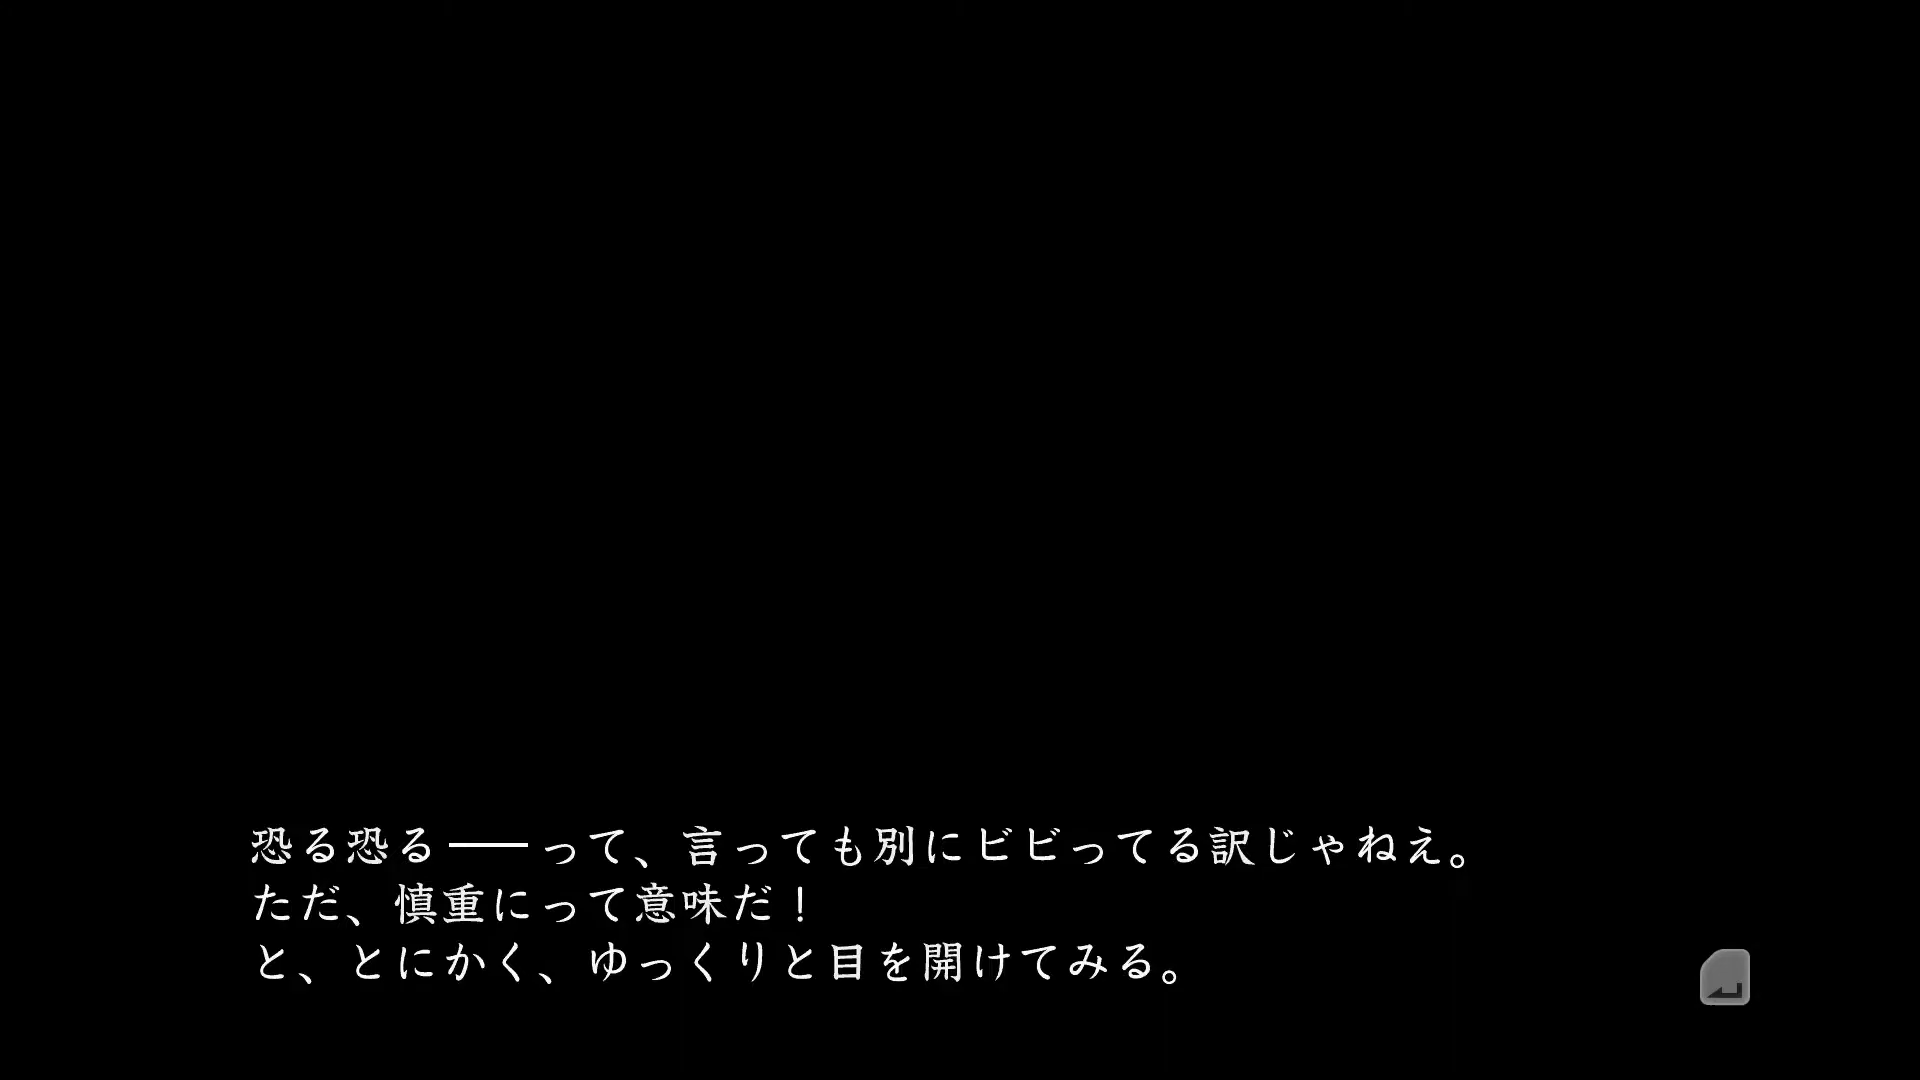 恐る恐る――って、言っても別にビビってる訳じゃねえ。
ただ、慎重にって意味だ！
と、とにかく、ゆっくりと目を開けてみる。